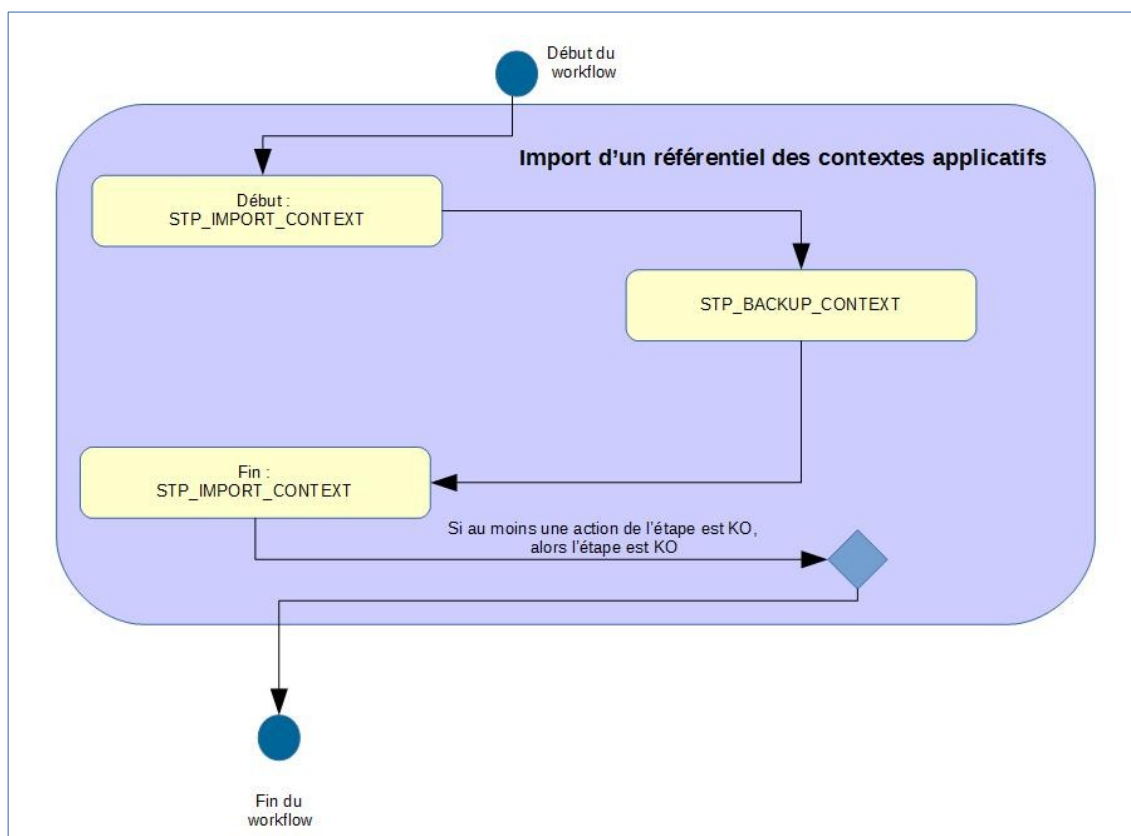 Début du
workflow
Import d’un référentiel des contextes applicatifs
Début :
STP_IMPORT_CONTEXT
STP_BACKUP_CONTEXT
Fin :
STP_IMPORT_CONTEXT
Si au moins une action de l’étape est KO,
alors l’étape est KO
Fin du
workflow